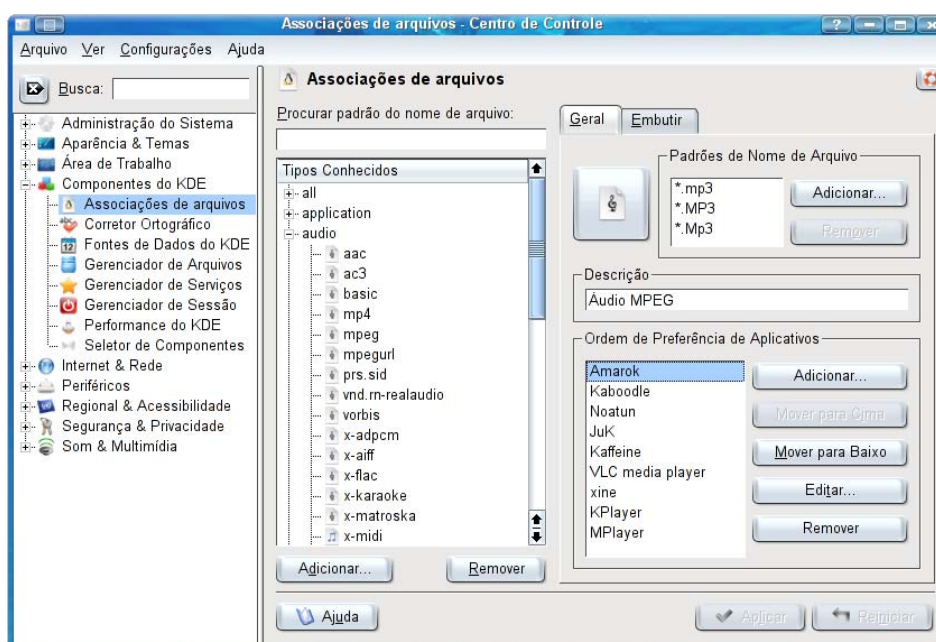 Associações de arquivos - Centro de Controle
Arquivo Ver Configurações Ajuda
Busca:
Administração do Sistema
Aparência & Temas
Área de Trabalho
Componentes do KDE
Associações de arquivos
Corretor Ortográfico
Fontes de Dados do KDE
Gerenciador de Arquivos
Gerenciador de Serviços
Gerenciador de Sessão
Performance do KDE
Seletor de Componentes
Internet & Rede
Periféricos
Regional & Acessibilidade
Segurança & Privacidade
Som & Multimídia
Associações de arquivos
Procurar padrão do nome de arquivo:
Tipos Conhecidos
all
application
audio
aac
ac3
basic
mp4
mpeg
mpegurl
prs.sid
vnd.rn-realaudio
vorbis
x-adpcm
x-aiff
x-flac
x-karaoke
x-matroska
x-midi
Adicionar...
Remover
Geral
Embutir
Padrões de Nome de Arquivo
*.mp3
*.MP3
*.Mp3
Adicionar...
Remover
Descrição
Áudio MPEG
Ordem de Preferência de Aplicativos
Amarok
Kaboodle
Noatun
JuK
Kaffeine
VLC media player
xine
KPlayer
MPlayer
Adicionar...
Mover para Cima
Mover para Baixo
Editar...
Remover
Ajuda
Aplicar
Reiniciar